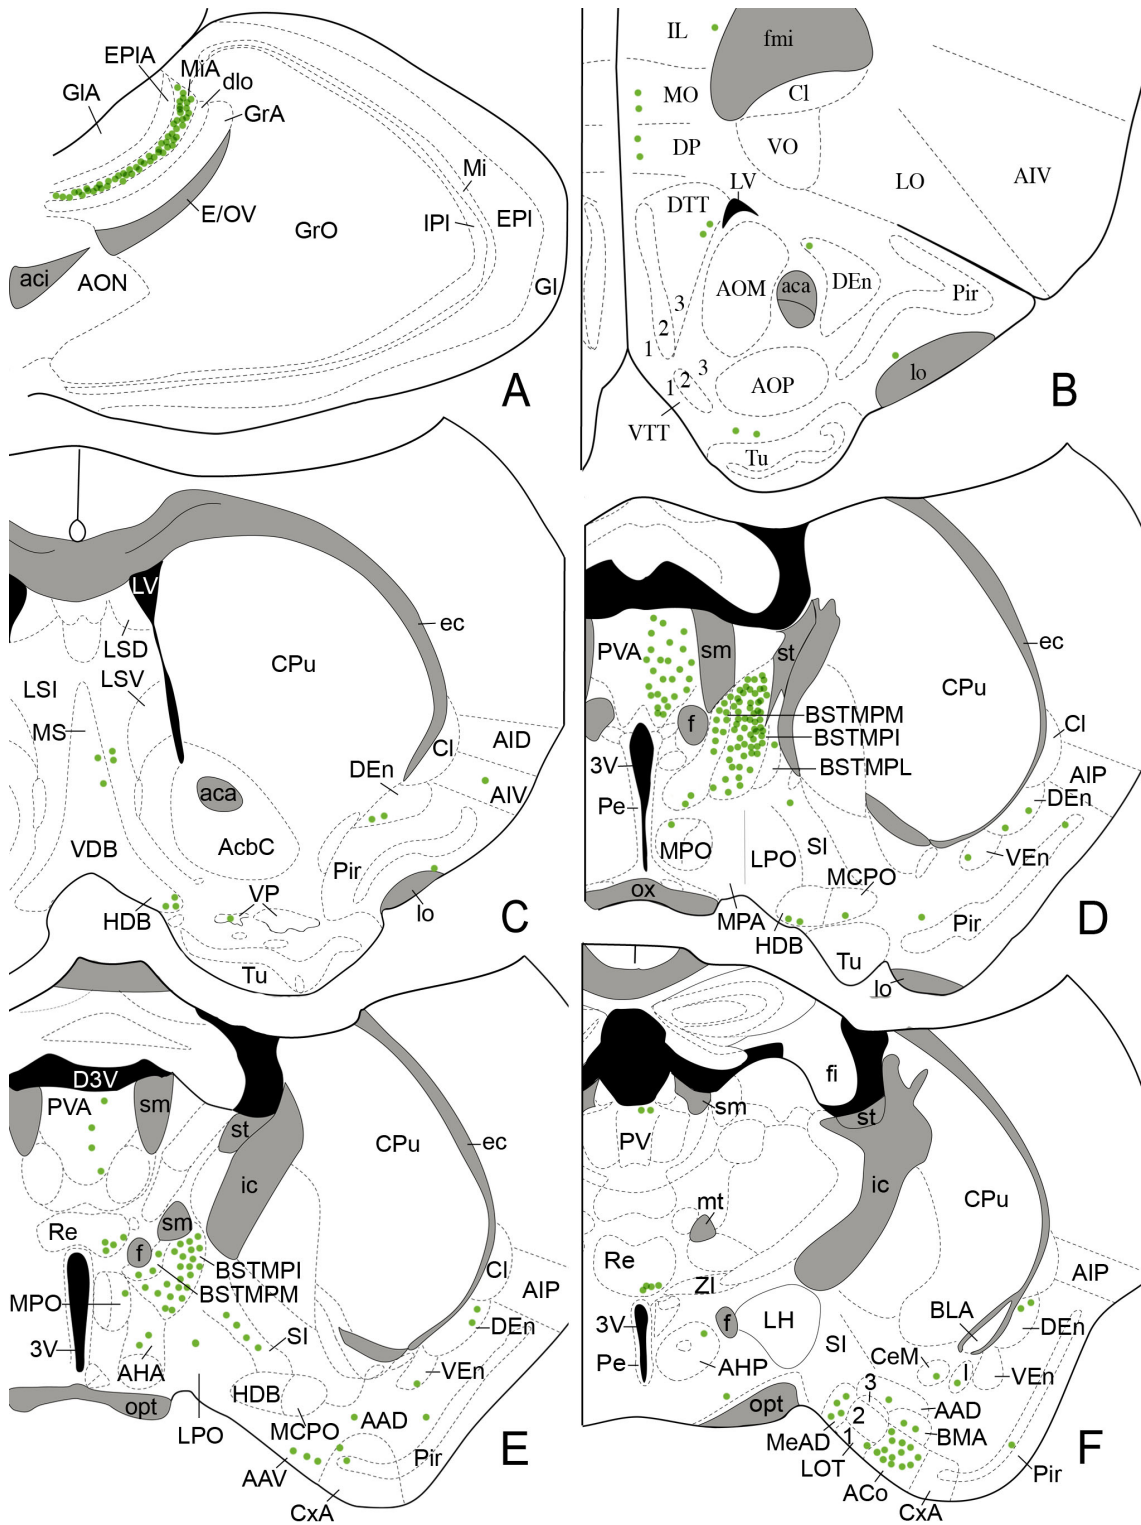 EPlA
MiA
dlo
GlA
GrA
Mi
E/OV
GrO
IPl
EPl
aci
AON
Gl
A
IL
fmi
MO
Cl
DP
VO
LV
LO
AIV
DTT
AOM
aca
DEn
Pir
3
2
1
3
2
1
AOP
lo
B
VTT
Tu
LV
LSD
ec
LSV
CPu
LSI
MS
Cl
AID
DEn
aca
AIV
VDB
AcbC
Pir
VP
HDB
lo
C
Tu
PVA
sm
st
ec
CPu
f
BSTMPM
Cl
BSTMPI
3V
BSTMPL
AIP
Pe
DEn
MPO
LPO
SI
VEn
MCPO
ox
MPA
Pir
D
HDB
Tu
lo
D3V
PVA
sm
st
CPu
ec
ic
Re
sm
f
BSTMPI
Cl
BSTMPM
AIP
MPO
SI
DEn
3V
AHA
VEn
HDB
opt
MCPO
AAD
LPO
Pir
E
AAV
CxA
fi
sm
st
PV
ic
mt
CPu
Re
ZI
AIP
BLA
3V
f
LH
DEn
SI
Pe
AHP
CeM
I
VEn
3
opt
2
AAD
MeAD
1
BMA
F
LOT
Pir
ACo
CxA